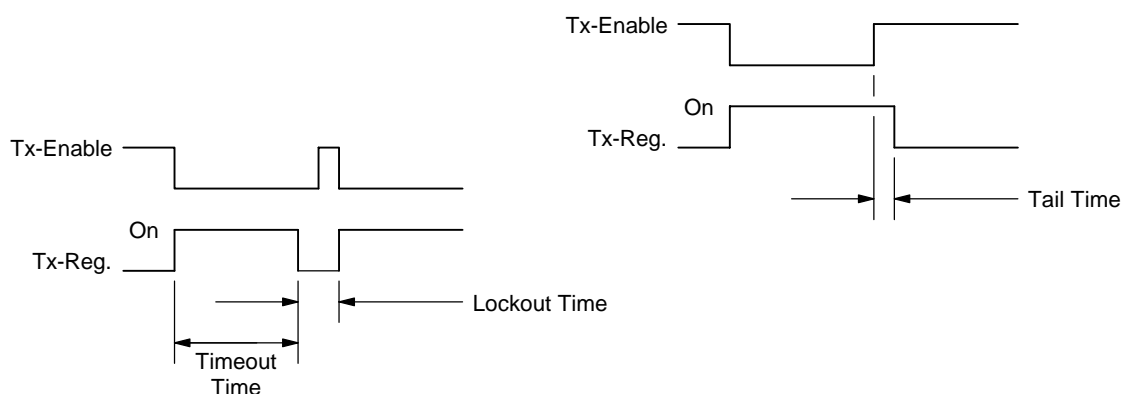 Tx-Enable
On
Tx-Reg.
Lockout Time
Timeout
Time
Tx-Enable
On
Tx-Reg.
Tail Time